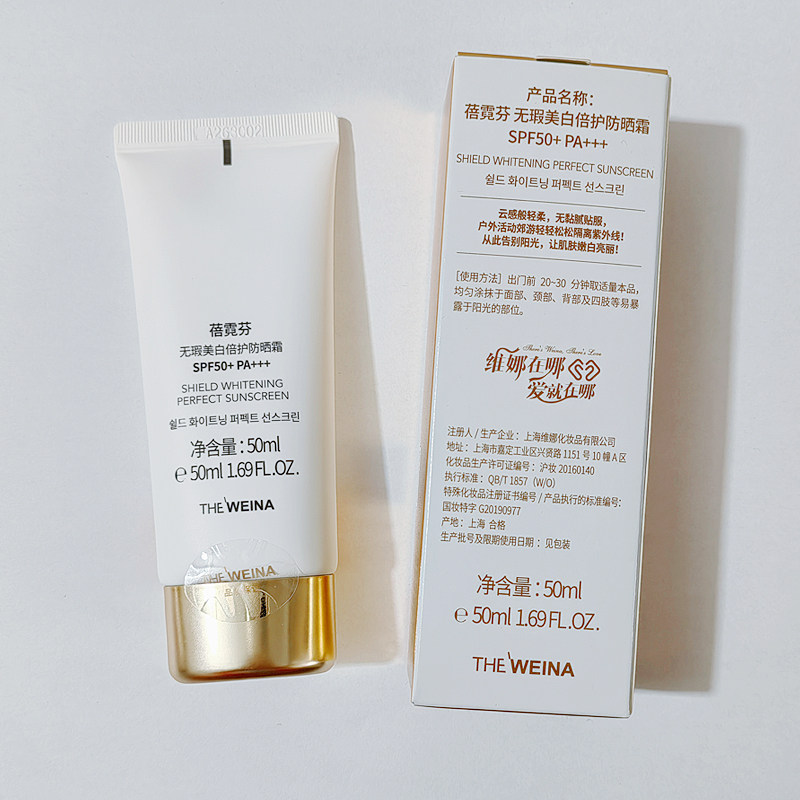 A2G3C02
蓓霓芬
无瑕美白倍护防晒霜
SPF50+ PA+++
SHIELD WHITENING
PERFECT SUNSCREEN
쉴드 화이트닝 퍼펙트 선스크린
净含量:50ml
℮ 50ml 1.69 FL.OZ.
THE WEINA
THE WEINA
产品名称:
蓓霓芬 无瑕美白倍护防晒霜
SPF50+ PA+++
SHIELD WHITENING PERFECT SUNSCREEN
쉴드 화이트닝 퍼펙트 선스크린
云感般轻柔,无黏腻贴服,
户外活动郊游轻轻松松隔离紫外线!
从此告别阳光,让肌肤嫩白亮丽!
[使用方法] 出门前 20~30 分钟取适量本品,
均匀涂抹于面部、颈部、背部及四肢等易暴
露于阳光的部位。
There's Weina, There's Love
维娜在哪
爱就在哪
注册人/生产企业:上海维娜化妆品有限公司
地址:上海市嘉定工业区兴贤路 1151 号 10 幢 A 区
化妆品生产许可证编号:沪妆 20160140
执行标准:QB/T 1857(W/O)
特殊化妆品注册证书编号/产品执行的标准编号:
国妆特字 G20190977
产地:上海 合格
生产批号及限期使用日期:见包装
净含量:50ml
℮ 50ml 1.69 FL.OZ.
THE WEINA